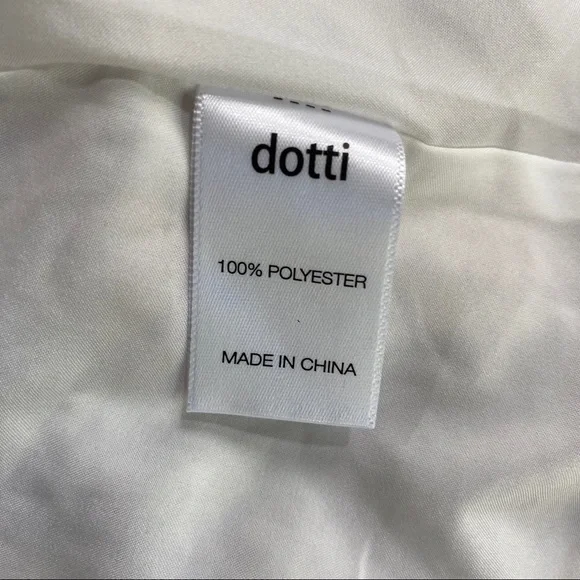 dotti
100% POLYESTER
MADE IN CHINA